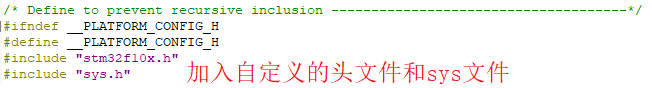 /* Define to prevent recursive inclusion -------------------------------------*/
#ifndef __PLATFORM_CONFIG_H
#define __PLATFORM_CONFIG_H
#include "stm32f10x.h"
#include "sys.h" 加入自定义的头文件和sys文件